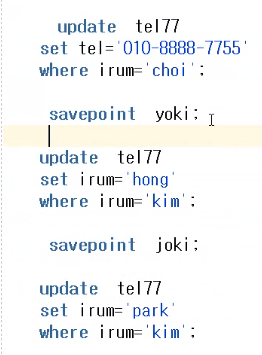 update tel77
set tel='010-8888-7755'
where irum='choi';
savepoint yoki;
update tel77
set irum='hong'
where irum='kim';
savepoint joki;
update tel77
set irum='park'
where irum='kim';